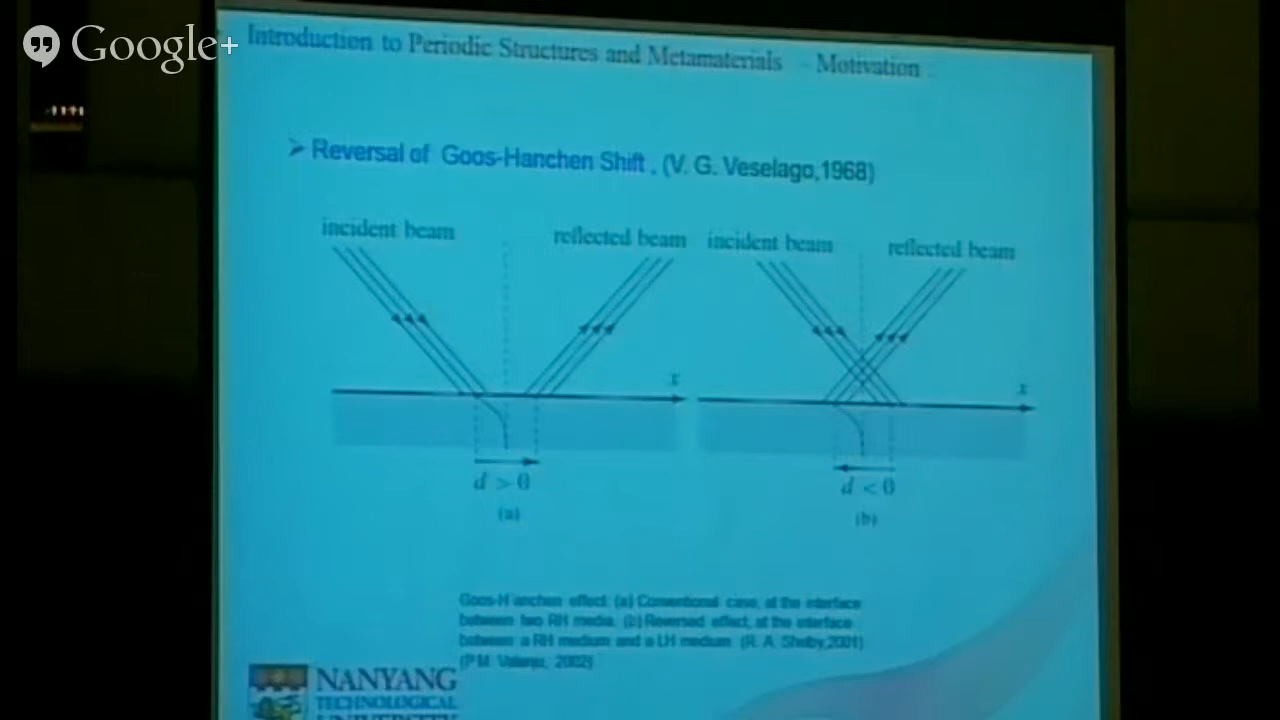 Google+
Introduction to Periodic Structures and Metamaterials - Motivation
➢ Reversal of Goos-Hanchen Shift , (V. G. Veselago,1968)
incident beam reflected beam incident beam reflected beam
x x
d > 0 d < 0
(a) (b)
Goos-Hanchen effect. (a) Conventional case, at the interface
between two RH media. (b) Reversed effect, at the interface
between a RH medium and a LH medium. (R. A. Shelby,2001)
(P.M. Valanju, 2002)
NANYANG
TECHNOLOGICAL
UNIVERSITY